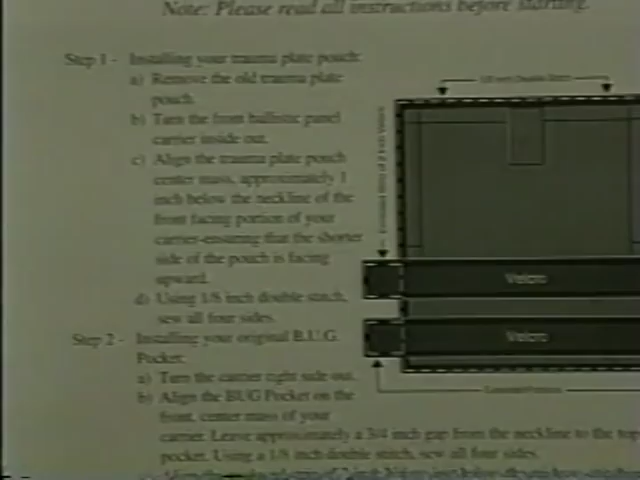 Note: Please read all instructions before starting.
Step 1 - Installing your trauma plate pouch:
a) Remove the old trauma plate
pouch.
b) Turn the front ballistic panel
carrier inside out.
c) Align the trauma plate pouch
center mass, approximately 1
inch below the neckline of the
front facing portion of your
carrier-ensuring that the shorter
side of the pouch is facing
upward.
d) Using 1/8 inch double stitch,
sew all four sides.
Step 2 - Installing your original B.U.G.
Pocket:
a) Turn the carrier right side out.
b) Align the BUG Pocket on the
front, center mass of your
carrier. Leave approximately a 3/4 inch gap from the neckline to the top
pocket. Using a 1/8 inch double stitch, sew all four sides.
1/8 inch Double Stitch
Velcro
Velcro